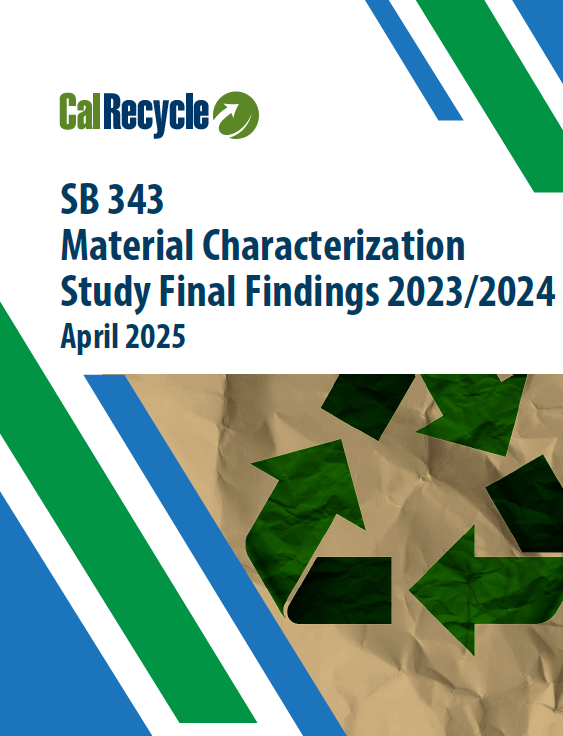 CalRecycle
SB 343
Material Characterization
Study Final Findings 2023/2024
April 2025